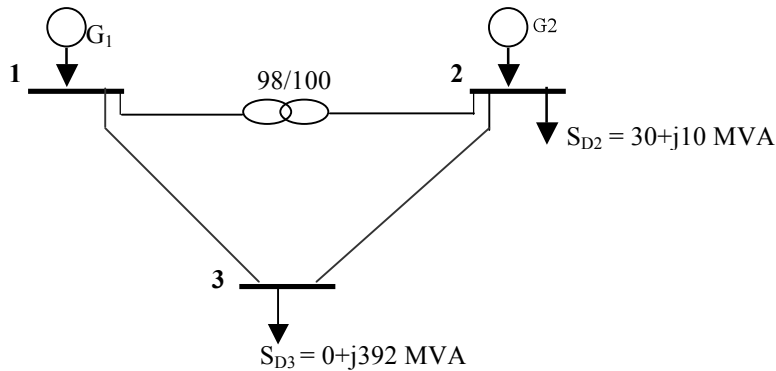 G₁
G2
1
98/100
2
S_D2 = 30+j10 MVA
3
S_D3 = 0+j392 MVA